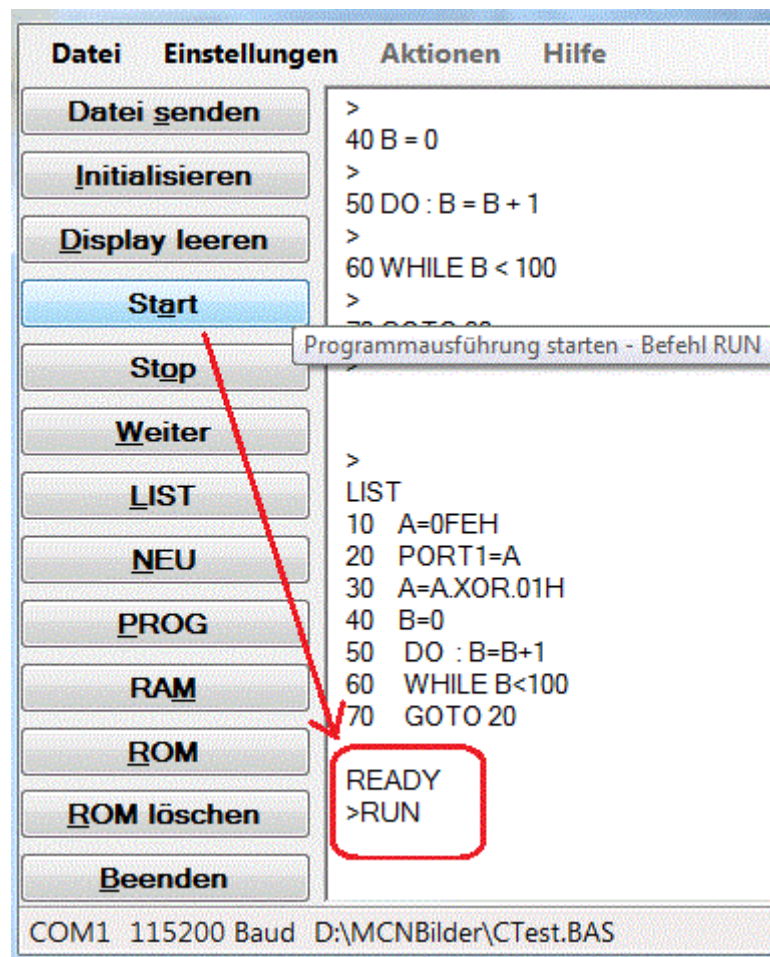 Datei Einstellungen Aktionen Hilfe
Datei senden
Initialisieren
Display leeren
Start
Stop
Weiter
LIST
NEU
PROG
RAM
ROM
ROM löschen
Beenden
>
40 B = 0
>
50 DO : B = B + 1
>
60 WHILE B < 100
>
Programmausführung starten - Befehl RUN
>
>
LIST
10 A=0FEH
20 PORT1=A
30 A=A.XOR.01H
40 B=0
50 DO : B=B+1
60 WHILE B<100
70 GOTO 20
READY
>RUN
COM1 115200 Baud D:\MCNBilder\CTest.BAS